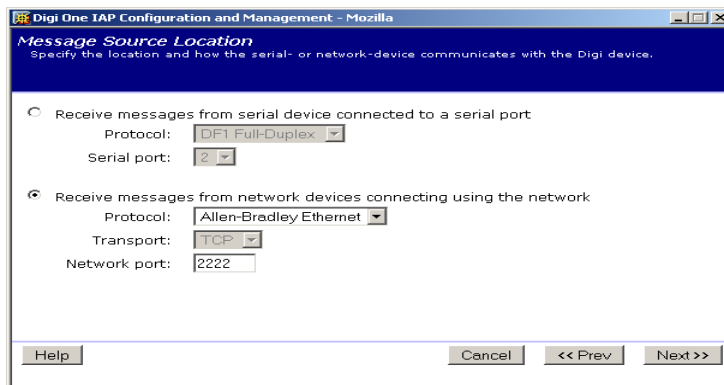 Digi One IAP Configuration and Management - Mozilla
Message Source Location
Specify the location and how the serial- or network-device communicates with the Digi device.
Receive messages from serial device connected to a serial port
Protocol: DF1 Full-Duplex
Serial port: 2
Receive messages from network devices connecting using the network
Protocol: Allen-Bradley Ethernet
Transport: TCP
Network port: 2222
Help Cancel << Prev Next >>